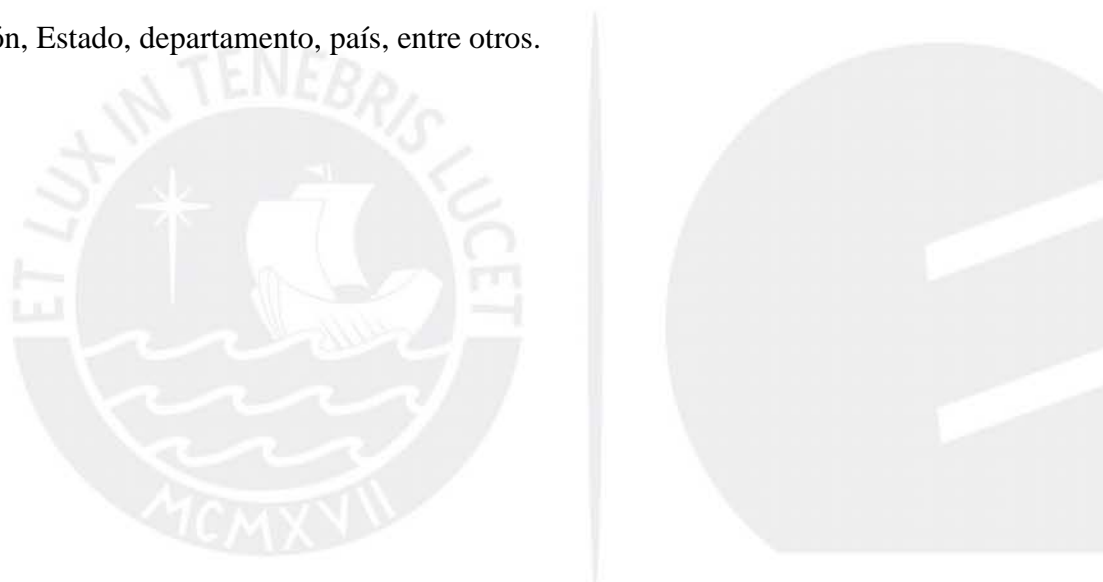 ón, Estado, departamento, país, entre otros.
ET LUX IN TENEBRIS LUCET
MCMXVII